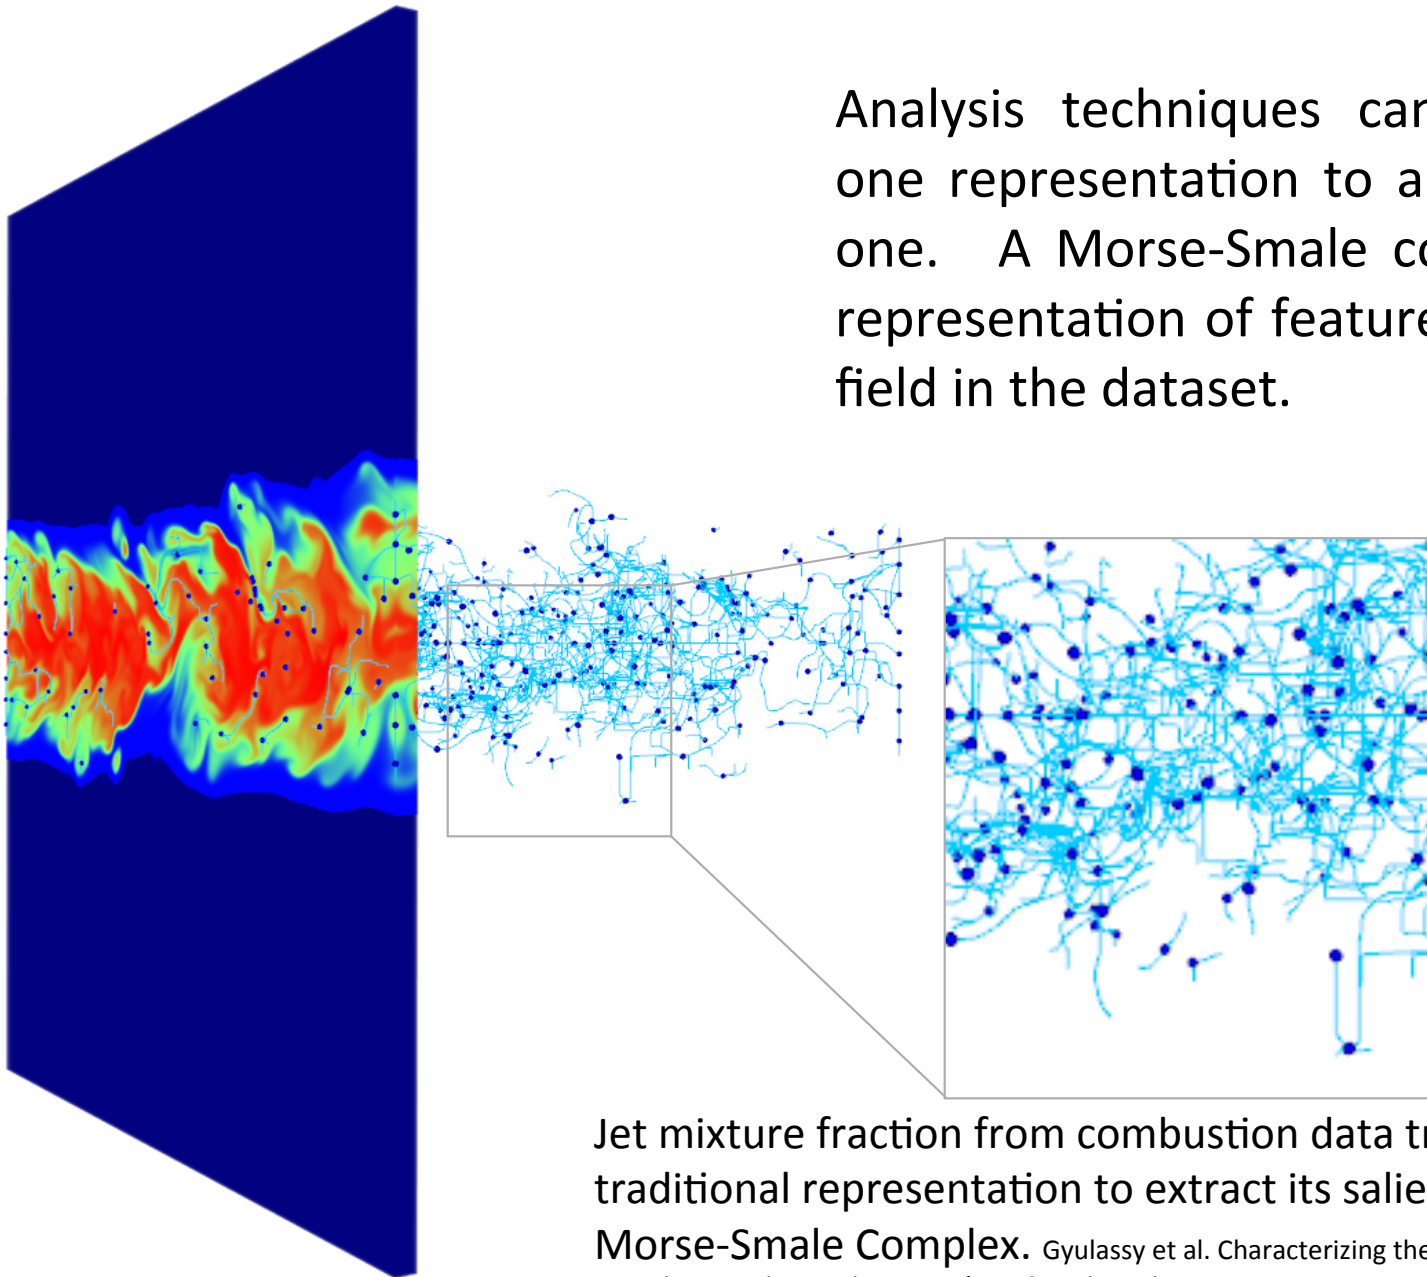 Analysis techniques can
one representation to a
one. A Morse-Smale co
representation of feature
field in the dataset.
Jet mixture fraction from combustion data tr
traditional representation to extract its salie
Morse-Smale Complex. Gyulassy et al. Characterizing the